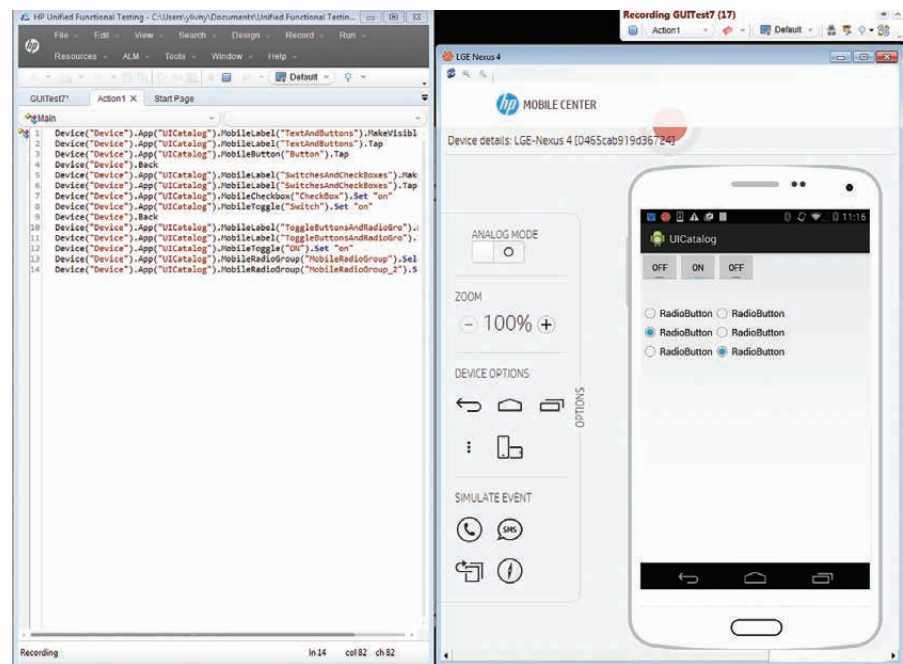 HP Unified Functional Testing - C:\Users\ylivny\Documents\Unified Functional Testin...
File Edit View Search Design Record Run
Resources ALM Tools Window Help
Default
GUITest7* Action1 X Start Page
Main
1 Device("Device").App("UICatalog").MobileLabel("TextAndButtons").MakeVisibl
2 Device("Device").App("UICatalog").MobileLabel("TextAndButtons").Tap
3 Device("Device").App("UICatalog").MobileButton("Button").Tap
4 Device("Device").Back
5 Device("Device").App("UICatalog").MobileLabel("SwitchesAndCheckBoxes").Mak
6 Device("Device").App("UICatalog").MobileLabel("SwitchesAndCheckBoxes").Tap
7 Device("Device").App("UICatalog").MobileCheckbox("CheckBox").Set "on"
8 Device("Device").App("UICatalog").MobileToggle("Switch").Set "on"
9 Device("Device").Back
10 Device("Device").App("UICatalog").MobileLabel("ToggleButtonsAndRadioGro").
11 Device("Device").App("UICatalog").MobileLabel("ToggleButtonsAndRadioGro").
12 Device("Device").App("UICatalog").MobileToggle("ON").Set "on"
13 Device("Device").App("UICatalog").MobileRadioGroup("MobileRadioGroup").Sel
14 Device("Device").App("UICatalog").MobileRadioGroup("MobileRadioGroup_2").S
Recording ln 14 col 82 ch 82
Recording GUITest7 (17)
Action1 Default
LGE Nexus 4
hp MOBILE CENTER
Device details: LGE-Nexus 4 [0465cab919d36724]
ANALOG MODE
ZOOM
100%
DEVICE OPTIONS
OPTIONS
SIMULATE EVENT
SMS
11:16
UICatalog
OFF ON OFF
RadioButton RadioButton
RadioButton RadioButton
RadioButton RadioButton